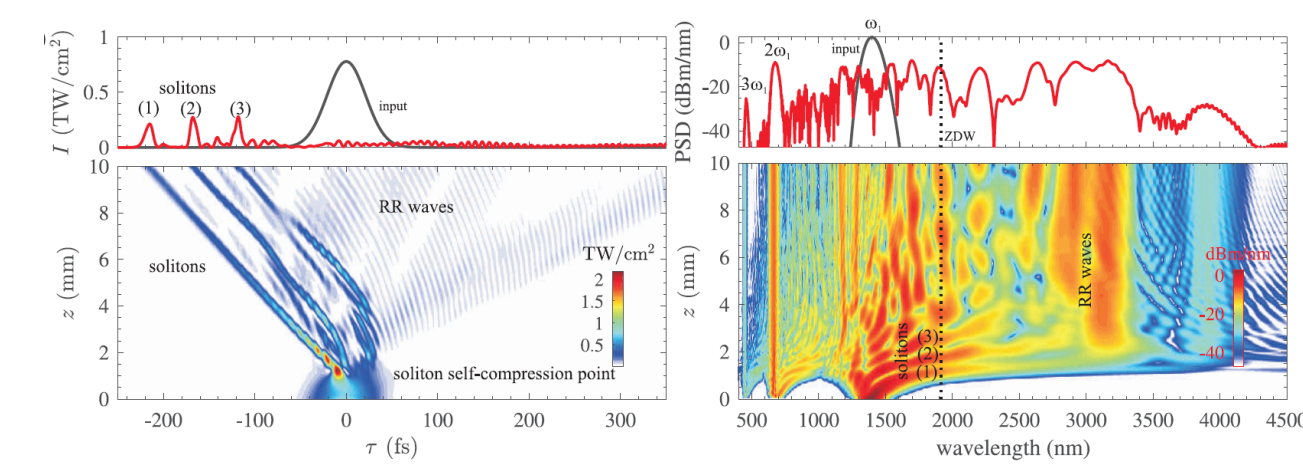 I (TW/cm²)
1
0.5
0
solitons
(1) (2) (3)
input
10
8
6
4
2
0
z (mm)
RR waves
solitons
TW/cm²
2
1.5
1
0.5
soliton self-compression point
-200 -100 0 100 200 300
τ (fs)
PSD (dBm/nm)
0
-20
-40
3ω₁
2ω₁
input
ω₁
ZDW
10
8
6
4
2
0
z (mm)
solitons
(3)
(2)
(1)
RR waves
dBm/nm
0
-20
-40
500 1000 1500 2000 2500 3000 3500 4000 4500
wavelength (nm)